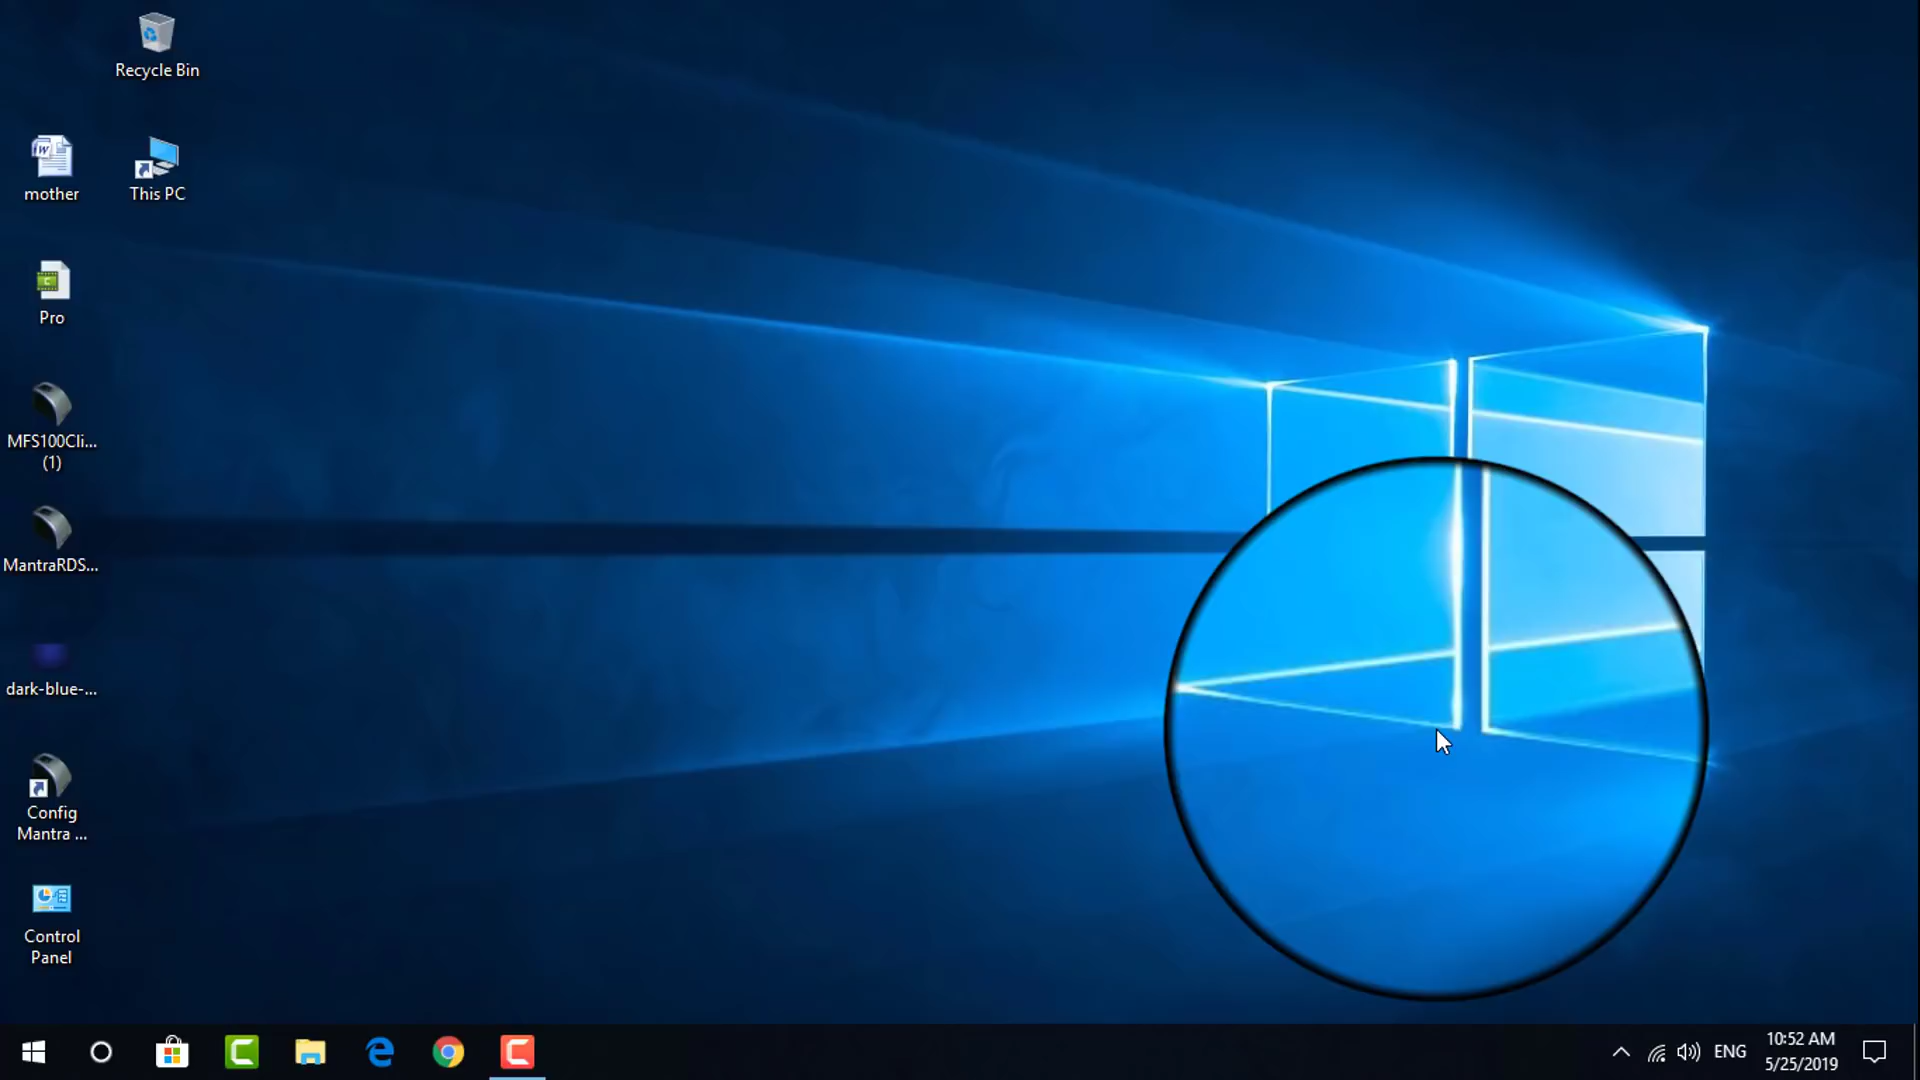 Recycle Bin
mother
This PC
Pro
MFS100Cli...
(1)
MantraRDS...
dark-blue-...
Config
Mantra ...
Control
Panel
ENG
10:52 AM
5/25/2019